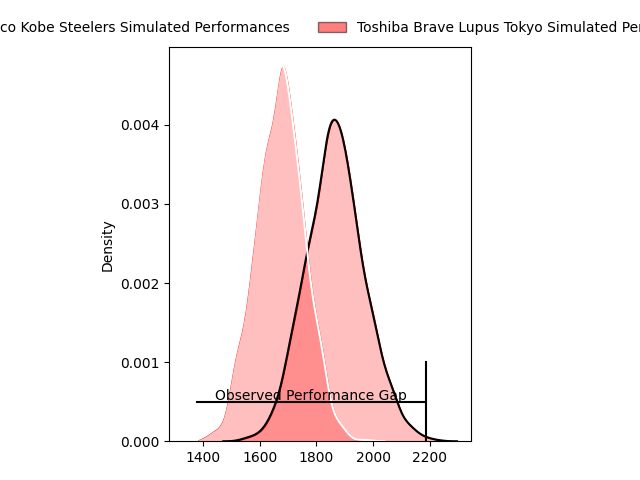 co Kobe Steelers Simulated Performances Toshiba Brave Lupus Tokyo Simulated Per
0.004
0.003
0.002
0.001
0.000
Density
Observed Performance Gap
1400 1600 1800 2000 2200